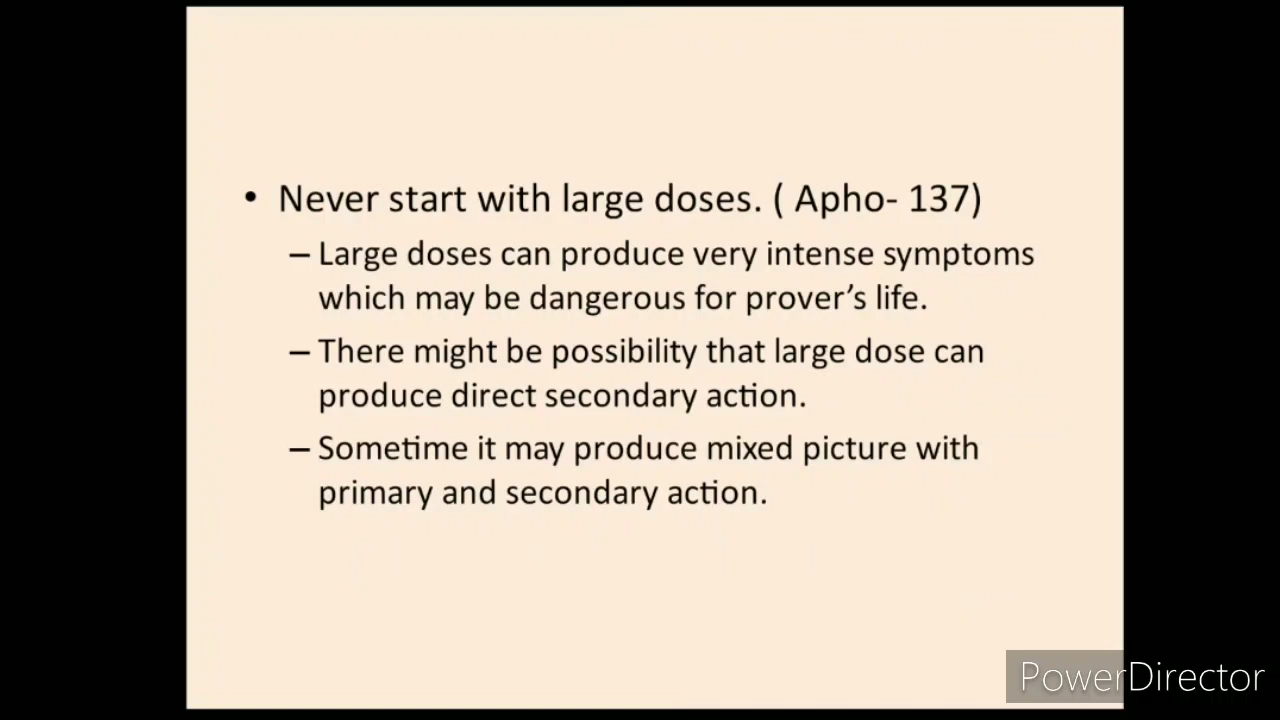 • Never start with large doses. ( Apho- 137)
– Large doses can produce very intense symptoms
which may be dangerous for prover’s life.
– There might be possibility that large dose can
produce direct secondary action.
– Sometime it may produce mixed picture with
primary and secondary action.
PowerDirector